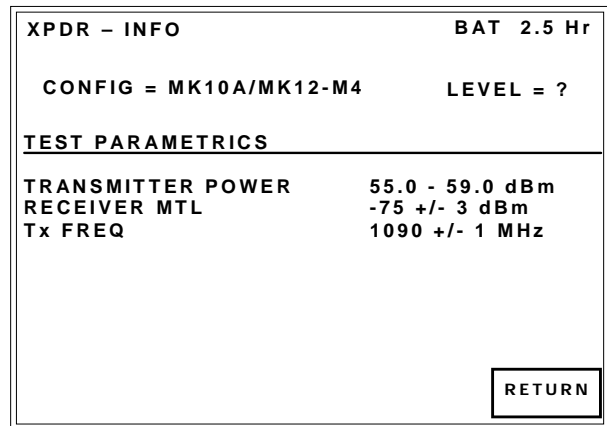 XPDR – INFO BAT 2.5 Hr
CONFIG = MK10A/MK12-M4 LEVEL = ?
TEST PARAMETRICS
TRANSMITTER POWER 55.0 - 59.0 dBm
RECEIVER MTL -75 +/- 3 dBm
Tx FREQ 1090 +/- 1 MHz
RETURN